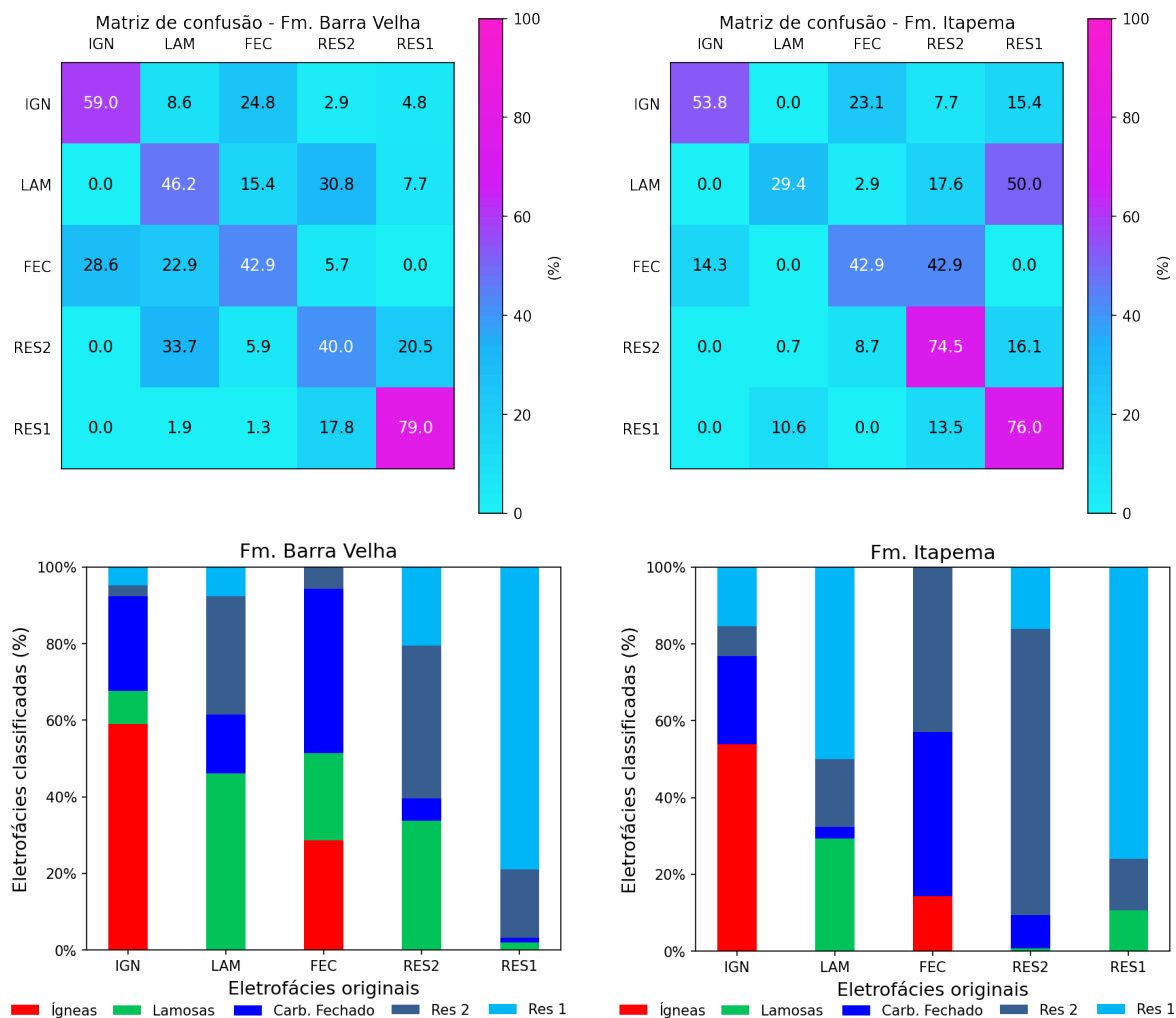 Matriz de confusão - Fm. Barra Velha
IGN LAM FEC RES2 RES1
IGN 59.0 8.6 24.8 2.9 4.8
LAM 0.0 46.2 15.4 30.8 7.7
FEC 28.6 22.9 42.9 5.7 0.0
RES2 0.0 33.7 5.9 40.0 20.5
RES1 0.0 1.9 1.3 17.8 79.0
100
80
60
40
20
0
(%)
Matriz de confusão - Fm. Itapema
IGN LAM FEC RES2 RES1
IGN 53.8 0.0 23.1 7.7 15.4
LAM 0.0 29.4 2.9 17.6 50.0
FEC 14.3 0.0 42.9 42.9 0.0
RES2 0.0 0.7 8.7 74.5 16.1
RES1 0.0 10.6 0.0 13.5 76.0
100
80
60
40
20
0
(%)
Fm. Barra Velha
Eletrofácies classificadas (%)
100%
80%
60%
40%
20%
0%
IGN LAM FEC RES2 RES1
Eletrofácies originais
Ígneas Lamosas Carb. Fechado Res 2 Res 1
Fm. Itapema
Eletrofácies classificadas (%)
100%
80%
60%
40%
20%
0%
IGN LAM FEC RES2 RES1
Eletrofácies originais
Ígneas Lamosas Carb. Fechado Res 2 Res 1